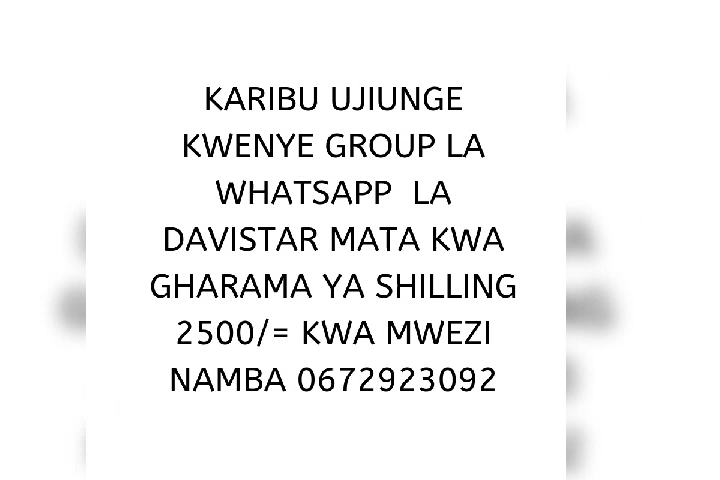 KARIBU UJIUNGE
KWENYE GROUP LA
WHATSAPP LA
DAVISTAR MATA KWA
GHARAMA YA SHILLING
2500/= KWA MWEZI
NAMBA 0672923092